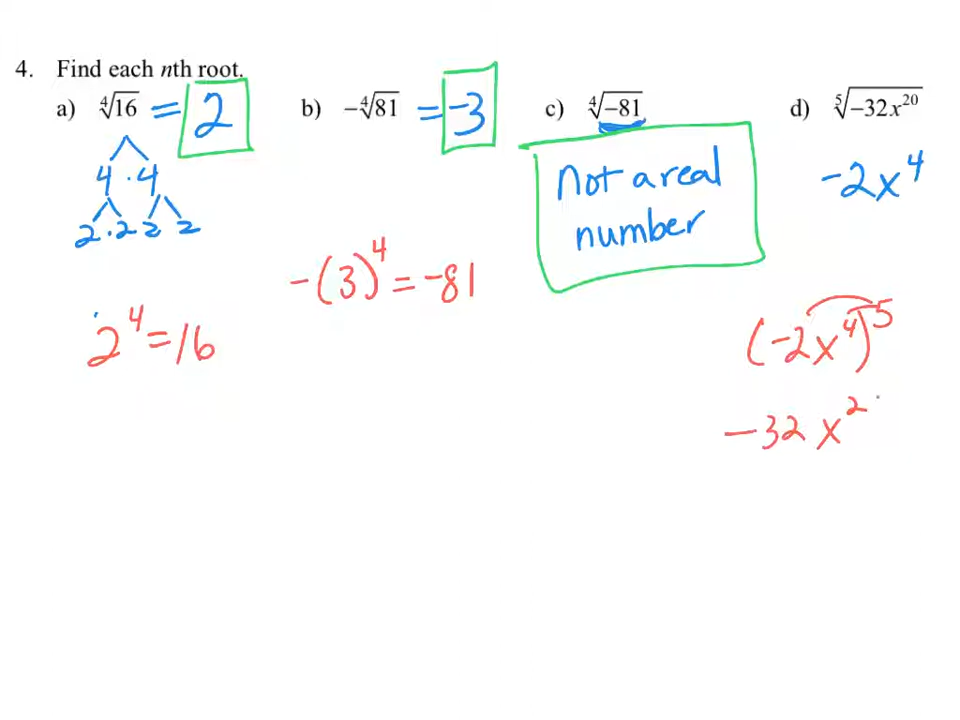 4. Find each nth root.
a) ∜16 = 2
4 · 4
2 · 2 2 2
2⁴ = 16
b) −∜81 = -3
-(3)⁴ = -81
c) ∜−81
Not a real
number
d) ⁵√−32x²⁰
-2x⁴
(-2x⁴)⁵
-32x²